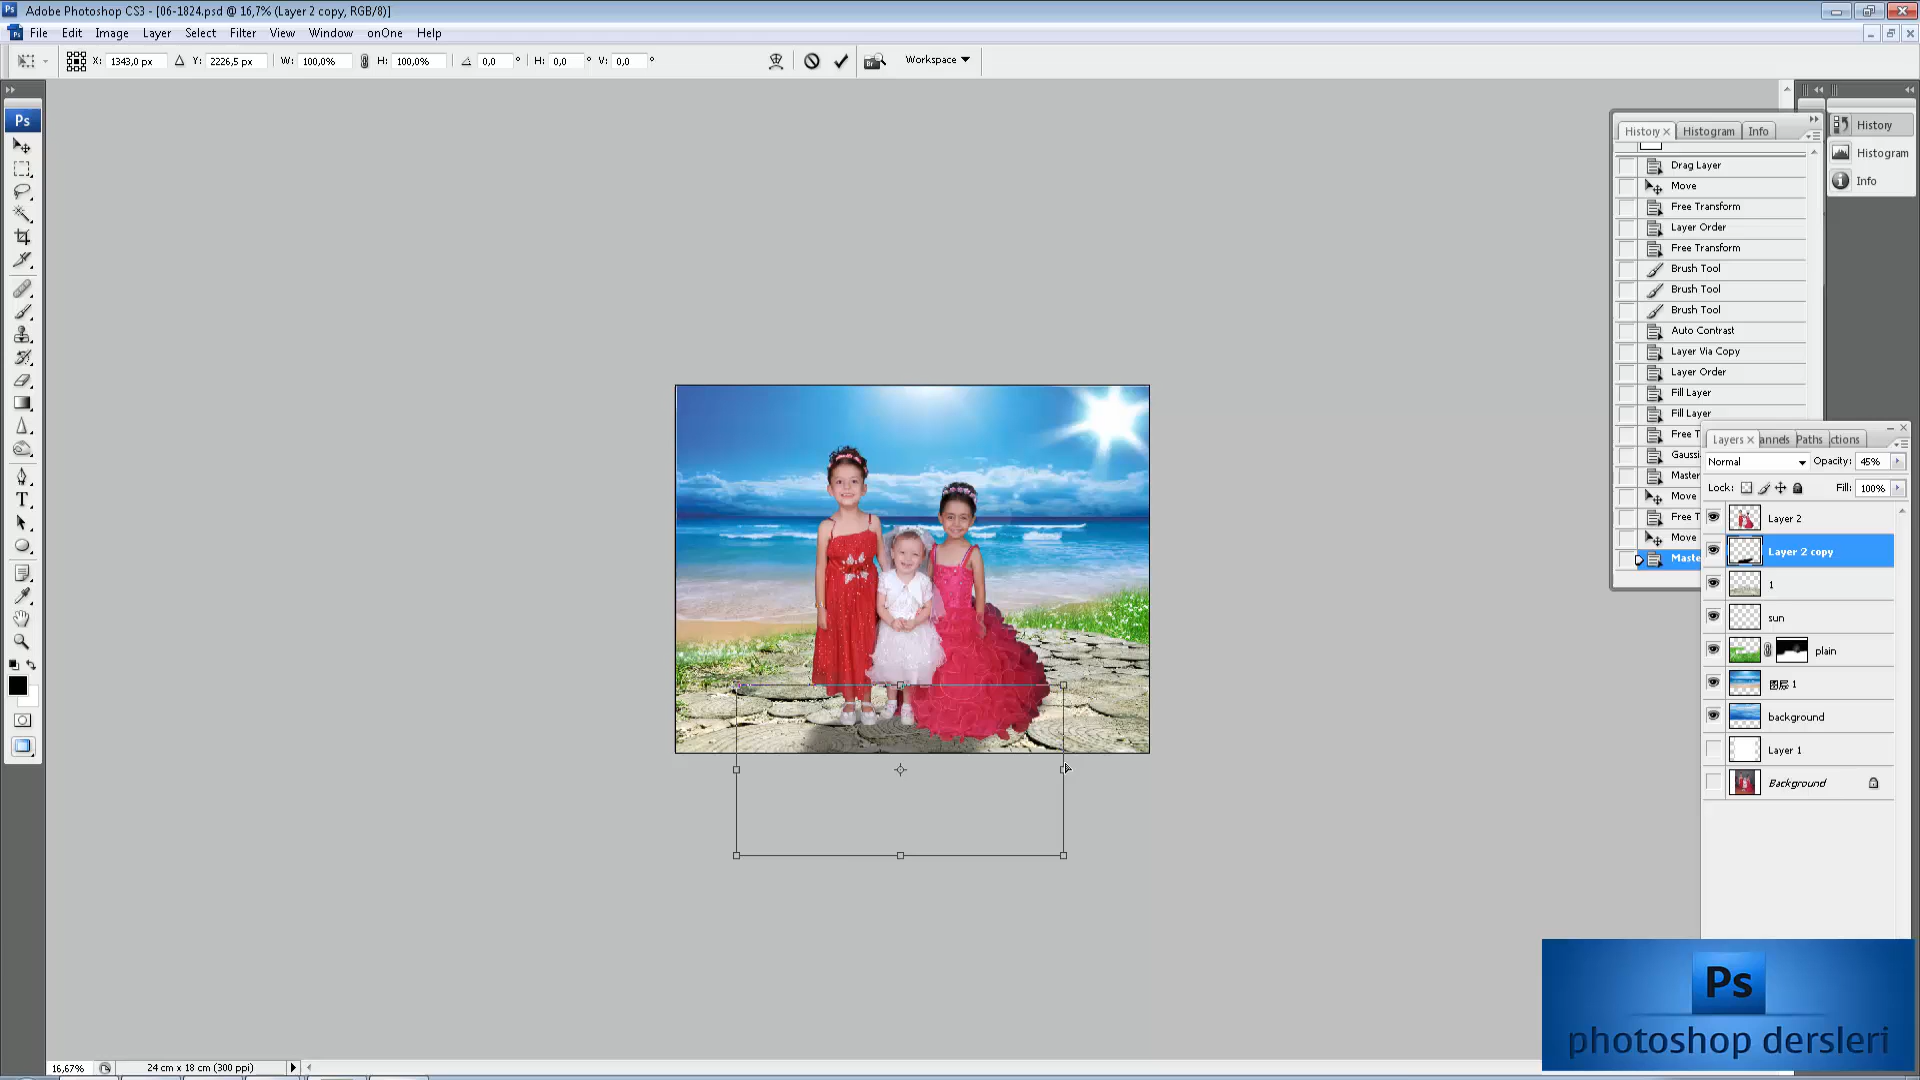 Adobe Photoshop CS3 - [06-1824.psd @ 16,7% (Layer 2 copy, RGB/8)]
File Edit Image Layer Select Filter View Window onOne Help
X: 1343,0 px Y: 2226,5 px W: 100,0% H: 100,0% 0,0 ° H: 0,0 ° V: 0,0 ° Workspace
Ps
History Histogram Info
History
Histogram
Info
Drag Layer
Move
Free Transform
Layer Order
Free Transform
Brush Tool
Brush Tool
Brush Tool
Auto Contrast
Layer Via Copy
Layer Order
Fill Layer
Fill Layer
Free T
Gaussi
Master
Move
Free T
Move
Maste
Layers annels Paths ctions
Normal Opacity: 45%
Lock: Fill: 100%
Layer 2
Layer 2 copy
1
sun
plain
图层 1
background
Layer 1
Background
T
16,67% 24 cm x 18 cm (300 ppi)
Ps
photoshop dersleri